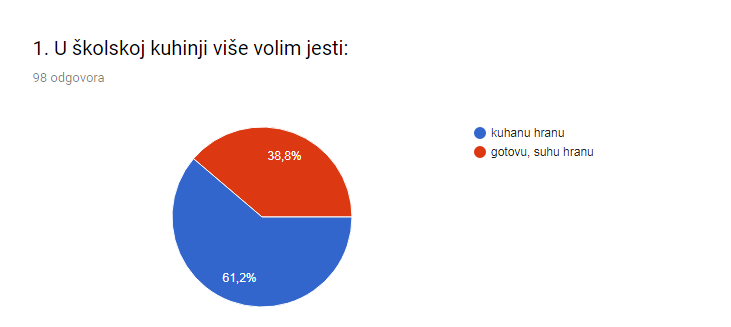 1. U školskoj kuhinji više volim jesti:
98 odgovora
kuhanu hranu
gotovu, suhu hranu
38,8%
61,2%